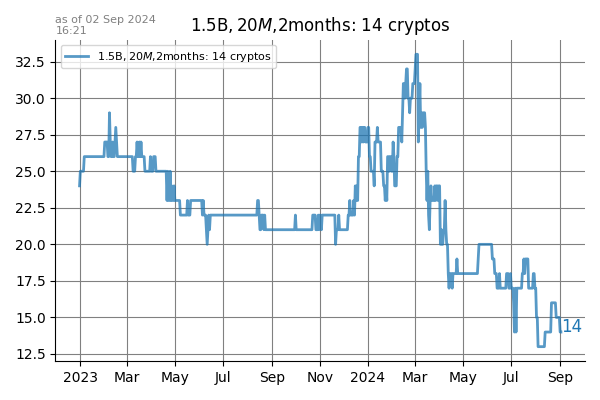 as of 02 Sep 2024
16:21
1.5B, 20M,2months: 14 cryptos
1.5B, 20M,2months: 14 cryptos
32.5
30.0
27.5
25.0
22.5
20.0
17.5
15.0
12.5
14
2023 Mar May Jul Sep Nov 2024 Mar May Jul Sep